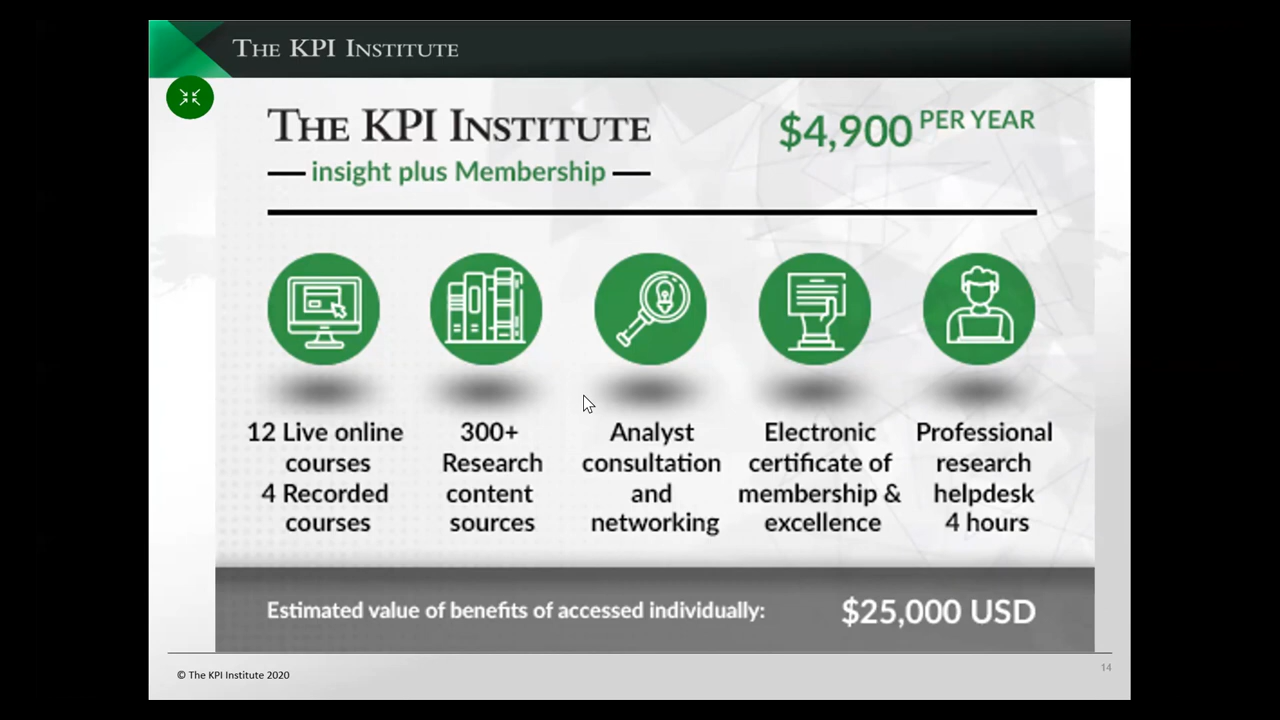 THE KPI INSTITUTE
THE KPI INSTITUTE
insight plus Membership
$4,900 PER YEAR
12 Live online
courses
4 Recorded
courses
300+
Research
content
sources
Analyst
consultation
and
networking
Electronic
certificate of
membership &
excellence
Professional
research
helpdesk
4 hours
Estimated value of benefits of accessed individually:
$25,000 USD
© The KPI Institute 2020
14